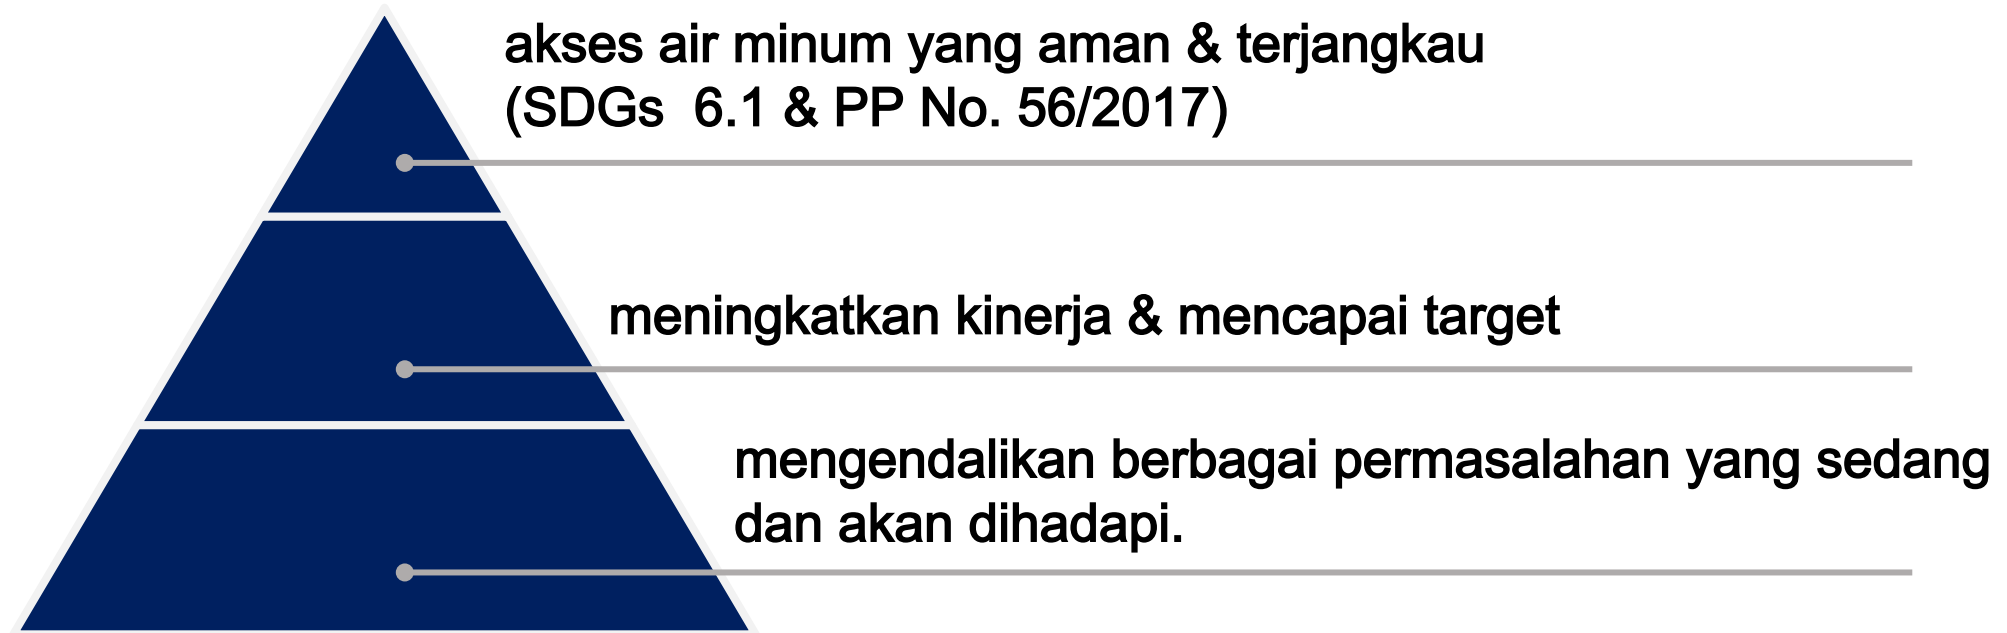 akses air minum yang aman & terjangkau
(SDGs 6.1 & PP No. 56/2017)
meningkatkan kinerja & mencapai target
mengendalikan berbagai permasalahan yang sedang
dan akan dihadapi.